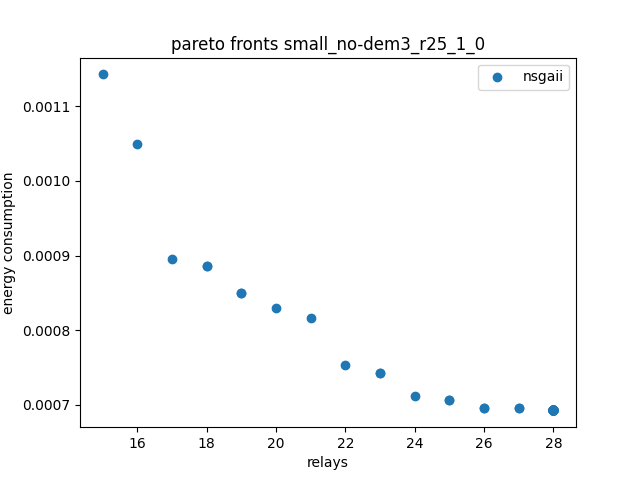 pareto fronts small_no-dem3_r25_1_0
nsgaii
0.0011
0.0010
0.0009
0.0008
0.0007
energy consumption
16 18 20 22 24 26 28
relays